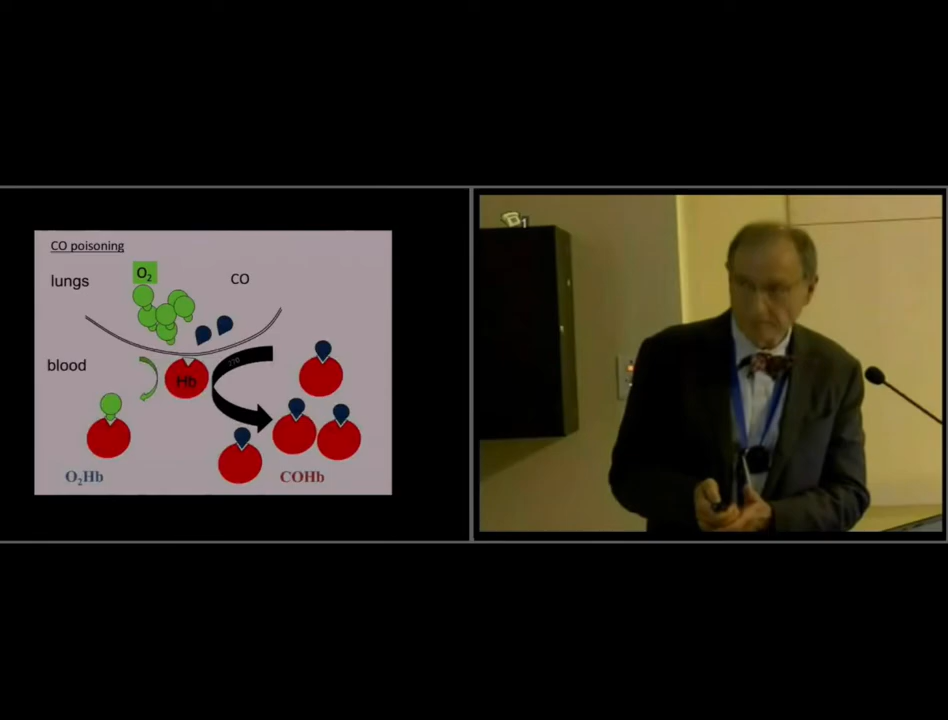 CO poisoning
lungs
O₂
CO
blood
Hb
O₂Hb
COHb